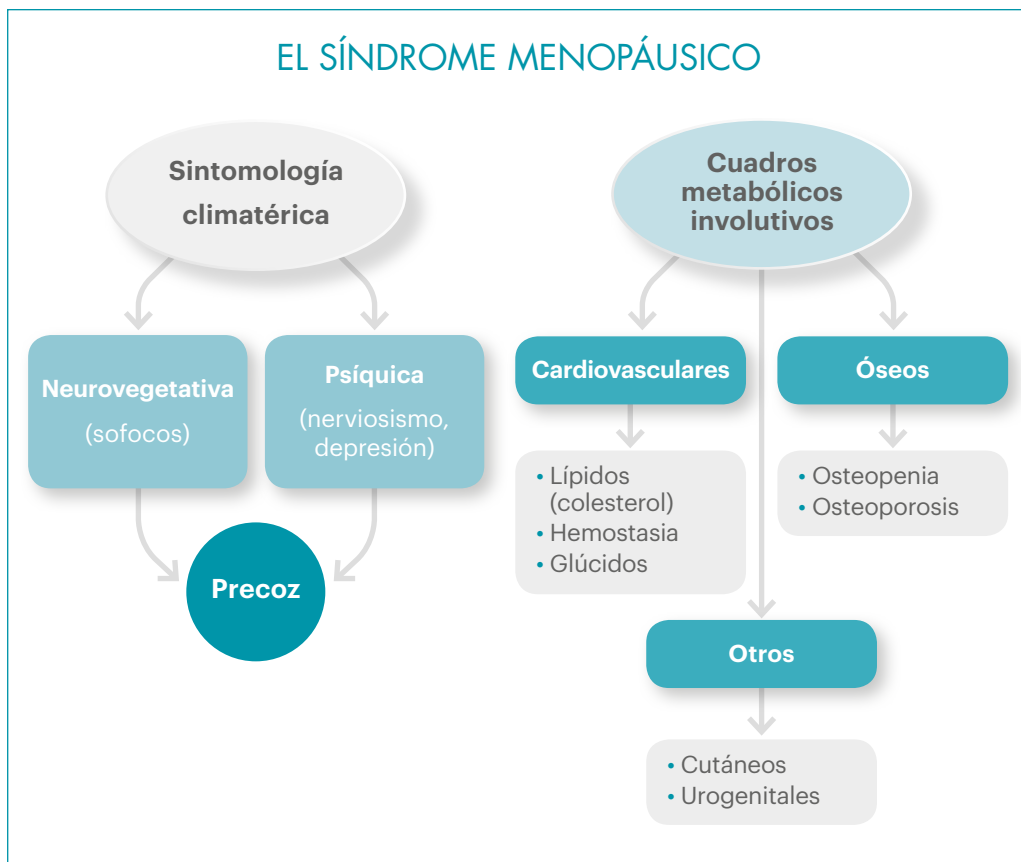 EL SÍNDROME MENOPÁUSICO
Sintomología
climatérica
Neurovegetativa
(sofocos)
Psíquica
(nerviosismo,
depresión)
Precoz
Cuadros
metabólicos
involutivos
Cardiovasculares
• Lípidos
(colesterol)
• Hemostasia
• Glúcidos
Óseos
• Osteopenia
• Osteoporosis
Otros
• Cutáneos
• Urogenitales